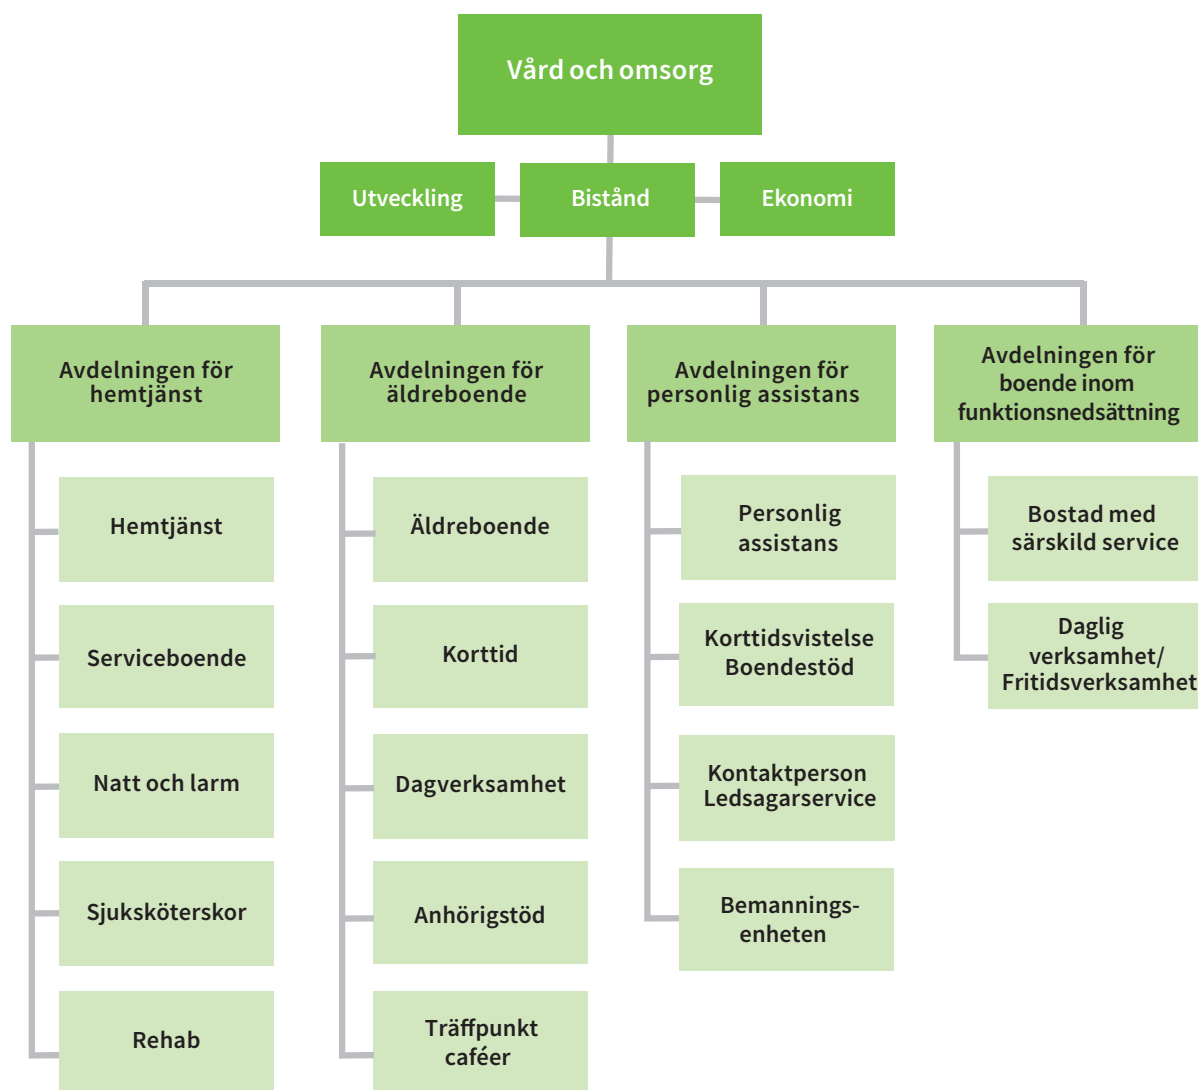 Vård och omsorg
Utveckling
Bistånd
Ekonomi
Avdelningen för
hemtjänst
Hemtjänst
Serviceboende
Natt och larm
Sjuksköterskor
Rehab
Avdelningen för
äldreboende
Äldreboende
Korttid
Dagverksamhet
Anhörigstöd
Träffpunkt
caféer
Avdelningen för
personlig assistans
Personlig
assistans
Korttidsvistelse
Boendestöd
Kontaktperson
Ledsagarservice
Bemannings-
enheten
Avdelningen för
boende inom
funktionsnedsättning
Bostad med
särskild service
Daglig
verksamhet/
Fritidsverksamhet